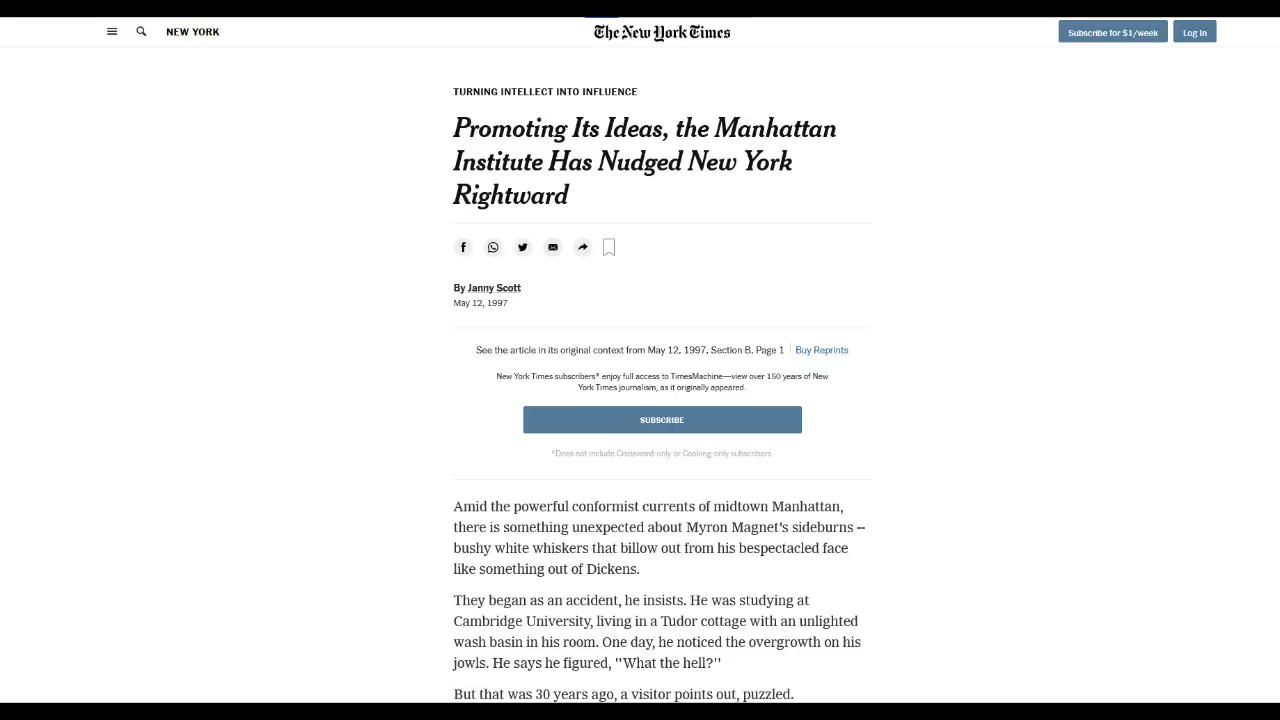 NEW YORK
The New York Times
Subscribe for $1/week
Log in
TURNING INTELLECT INTO INFLUENCE
Promoting Its Ideas, the Manhattan
Institute Has Nudged New York
Rightward
By Janny Scott
May 12, 1997
See the article in its original context from May 12, 1997, Section B, Page 1
Buy Reprints
New York Times subscribers* enjoy full access to TimesMachine—view over 150 years of New
York Times journalism, as it originally appeared.
SUBSCRIBE
*Does not include Crossword-only or Cooking-only subscribers.
Amid the powerful conformist currents of midtown Manhattan,
there is something unexpected about Myron Magnet's sideburns --
bushy white whiskers that billow out from his bespectacled face
like something out of Dickens.
They began as an accident, he insists. He was studying at
Cambridge University, living in a Tudor cottage with an unlighted
wash basin in his room. One day, he noticed the overgrowth on his
jowls. He says he figured, ''What the hell?''
But that was 30 years ago, a visitor points out, puzzled.